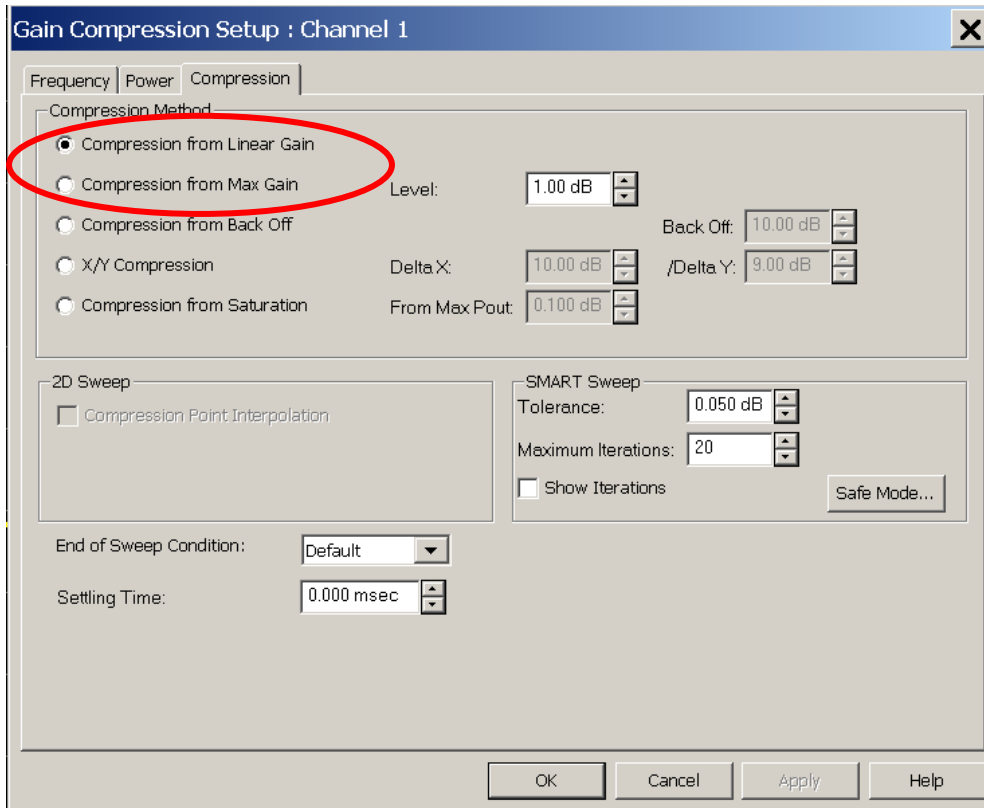 Gain Compression Setup : Channel 1
Frequency Power Compression
Compression Method
Compression from Linear Gain
Compression from Max Gain Level: 1.00 dB
Compression from Back Off Back Off: 10.00 dB
X/Y Compression Delta X: 10.00 dB /Delta Y: 9.00 dB
Compression from Saturation From Max Pout: 0.100 dB
2D Sweep
Compression Point Interpolation
SMART Sweep
Tolerance: 0.050 dB
Maximum Iterations: 20
Show Iterations Safe Mode...
End of Sweep Condition: Default
Settling Time: 0.000 msec
OK Cancel Apply Help